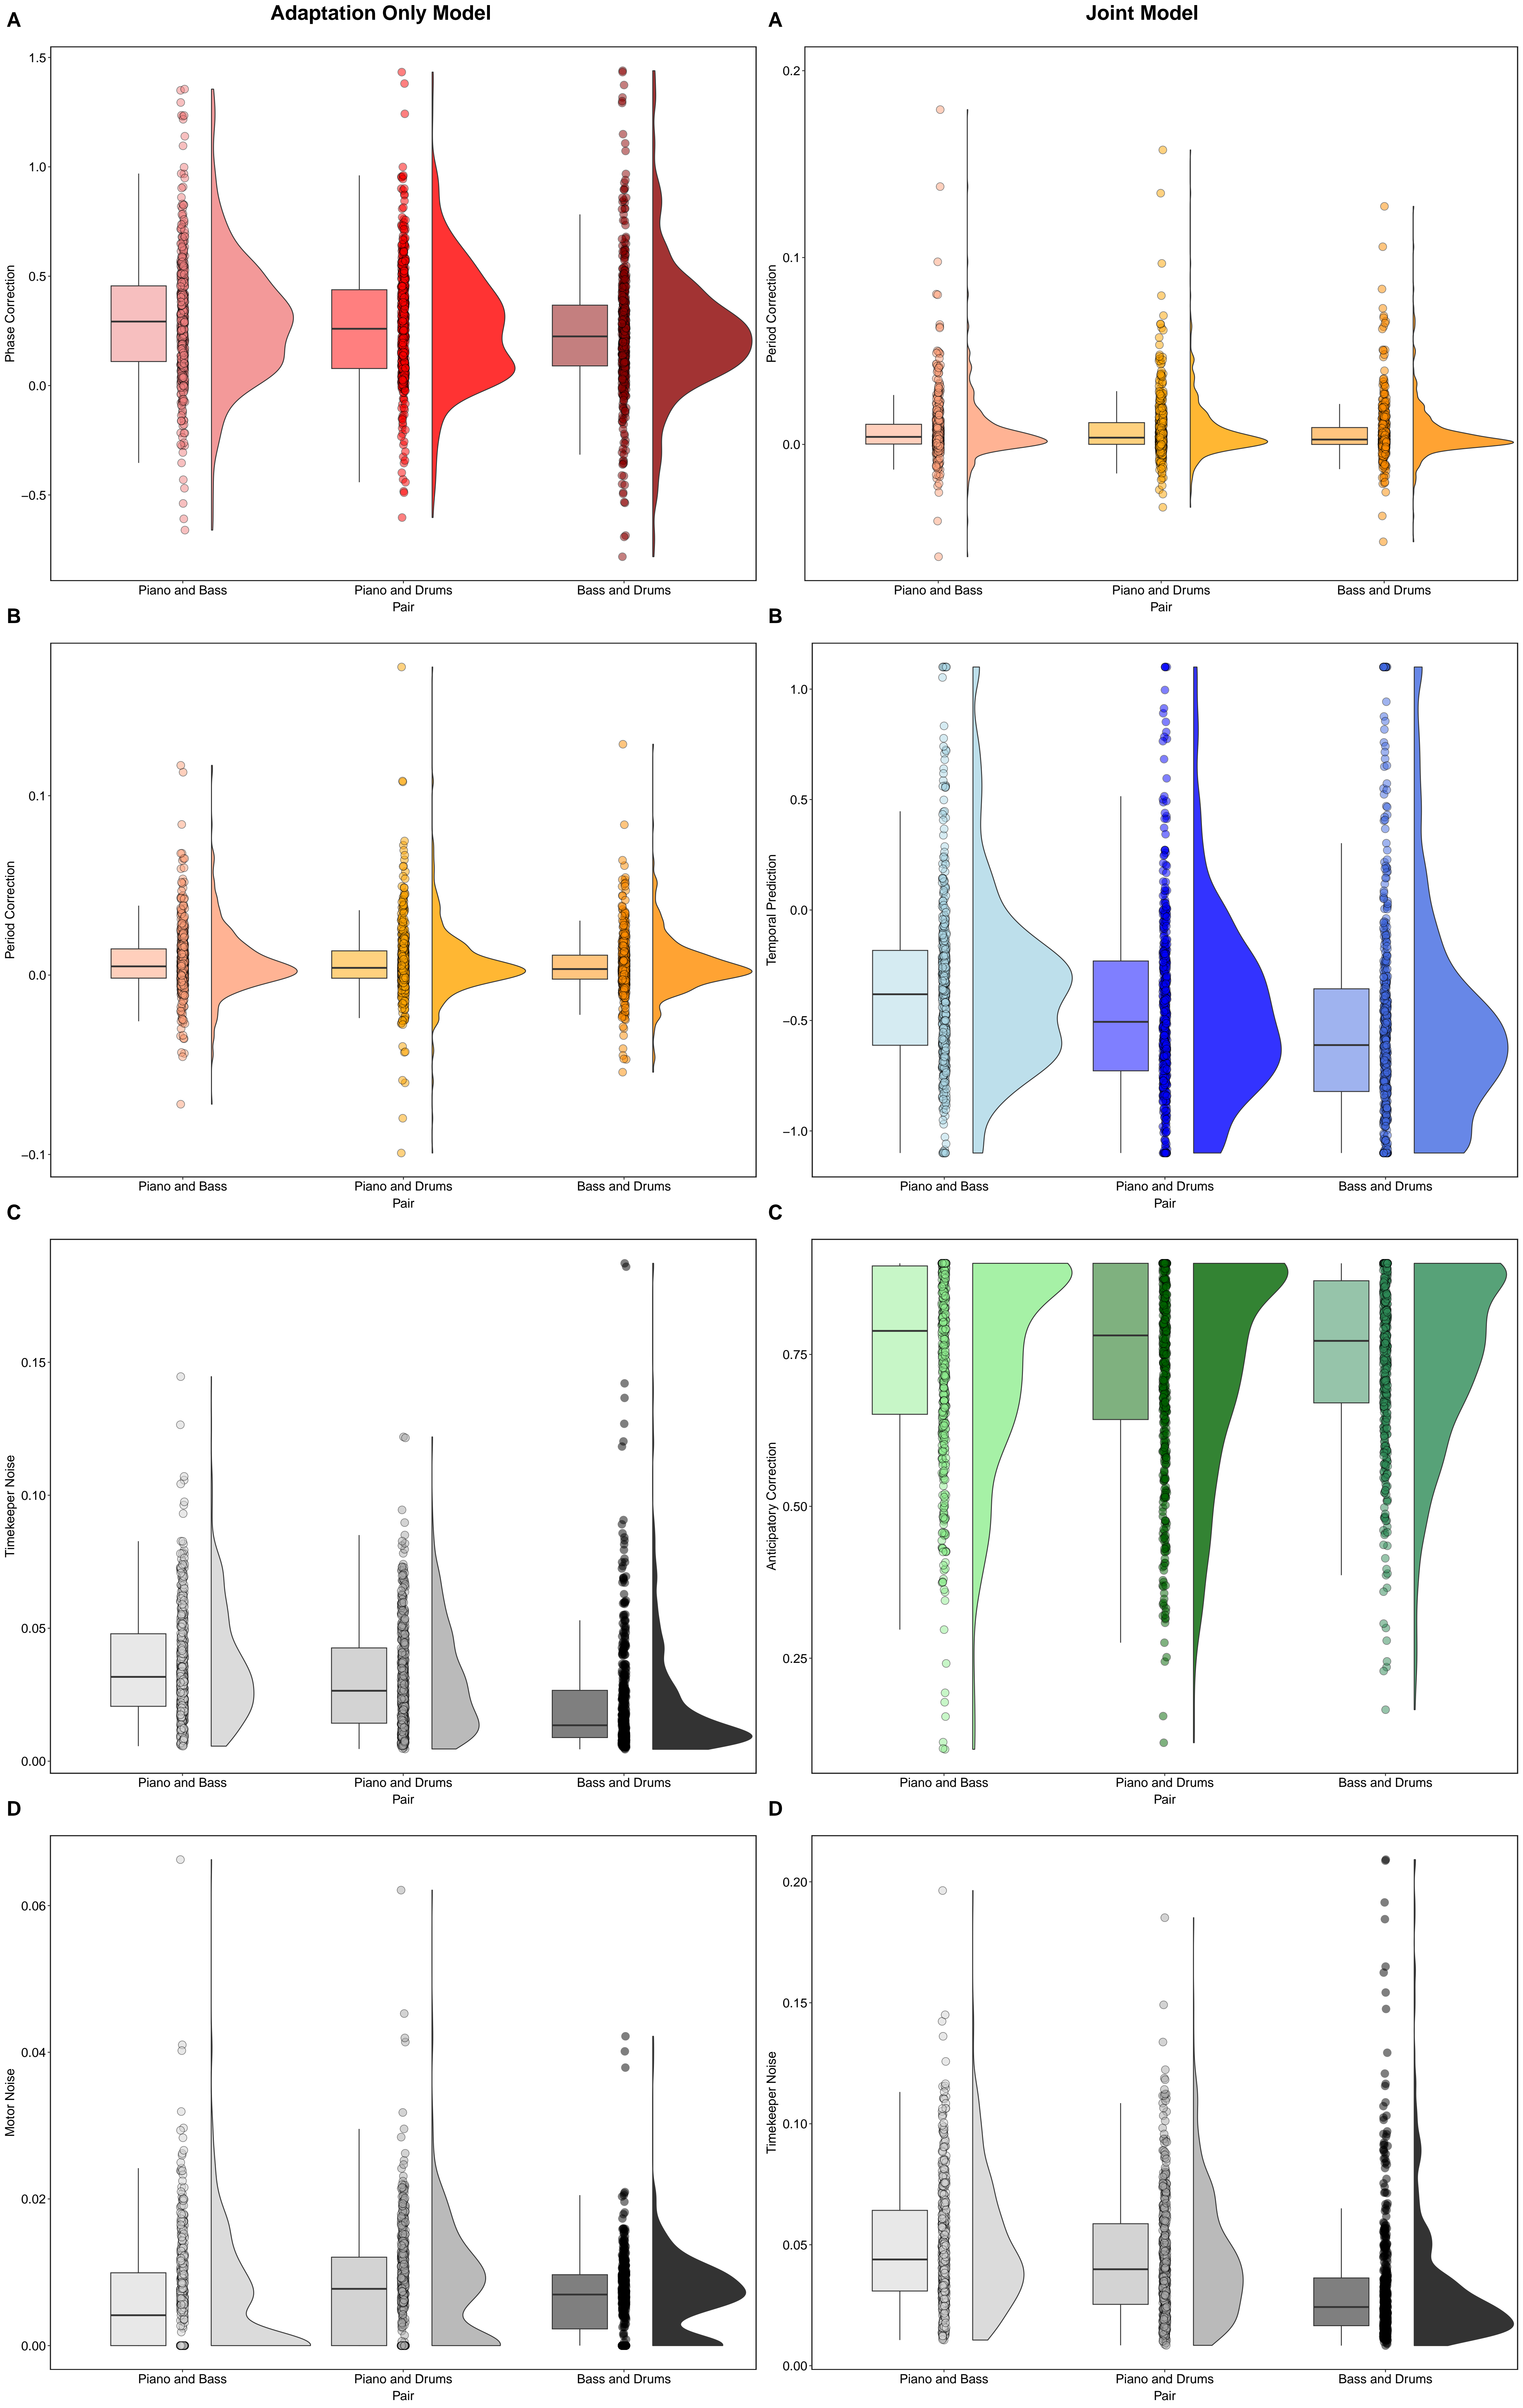 Adaptation Only Model
Joint Model
A
1.5
1.0
0.5
0.0
−0.5
Phase Correction
Piano and Bass
Piano and Drums
Bass and Drums
Pair
A
0.2
0.1
0.0
Period Correction
Piano and Bass
Piano and Drums
Bass and Drums
Pair
B
0.1
0.0
−0.1
Period Correction
Piano and Bass
Piano and Drums
Bass and Drums
Pair
B
1.0
0.5
0.0
−0.5
−1.0
Temporal Prediction
Piano and Bass
Piano and Drums
Bass and Drums
Pair
C
0.15
0.10
0.05
0.00
Timekeeper Noise
Piano and Bass
Piano and Drums
Bass and Drums
Pair
C
0.75
0.50
0.25
Anticipatory Correction
Piano and Bass
Piano and Drums
Bass and Drums
Pair
D
0.06
0.04
0.02
0.00
Motor Noise
Piano and Bass
Piano and Drums
Bass and Drums
Pair
D
0.20
0.15
0.10
0.05
0.00
Timekeeper Noise
Piano and Bass
Piano and Drums
Bass and Drums
Pair